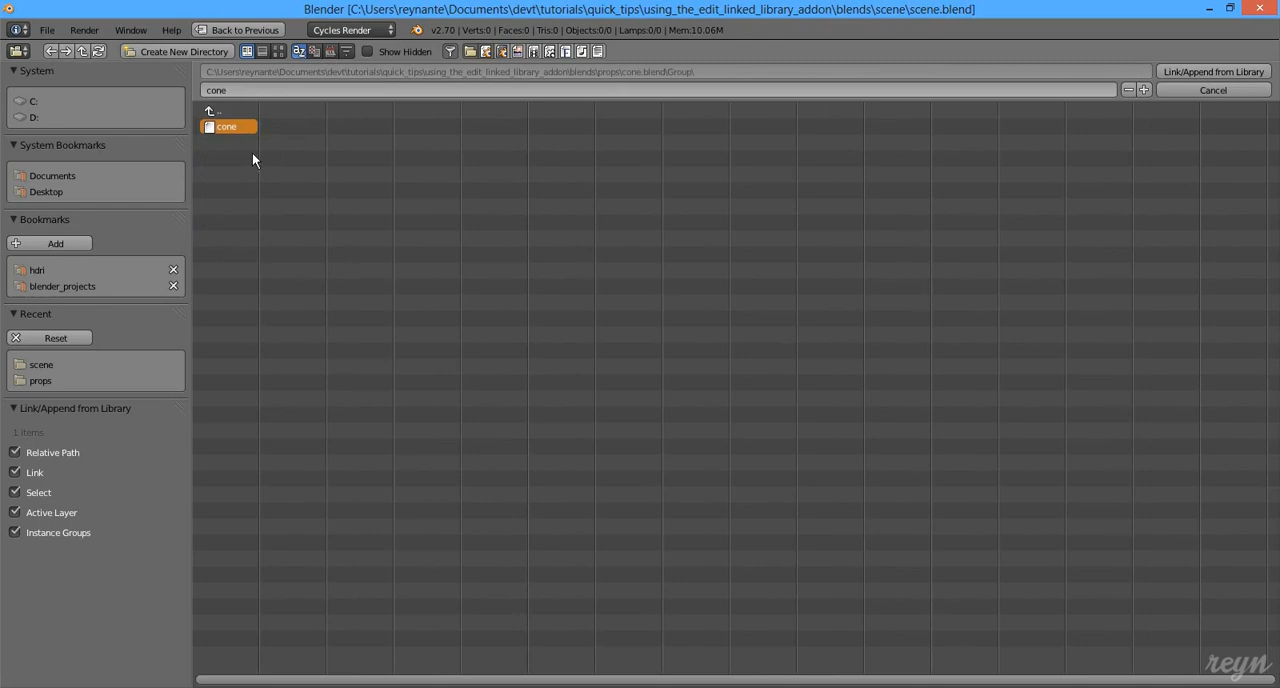 Blender [C:\Users\reynante\Documents\devt\tutorials\quick_tips\using_the_edit_linked_library_addon\blends\scene\scene.blend]
File Render Window Help Back to Previous Cycles Render v2.70 | Verts:0 | Faces:0 | Tris:0 | Objects:0/0 | Lamps:0/0 | Mem:10.06M
Create New Directory Show Hidden
System
C:\Users\reynante\Documents\devt\tutorials\quick_tips\using_the_edit_linked_library_addon\blends\props\cone.blend\Group\ Link/Append from Library
cone Cancel
C:
D:
..
cone
System Bookmarks
Documents
Desktop
Bookmarks
Add
hdri
blender_projects
Recent
Reset
scene
props
Link/Append from Library
1 items
Relative Path
Link
Select
Active Layer
Instance Groups
reyn